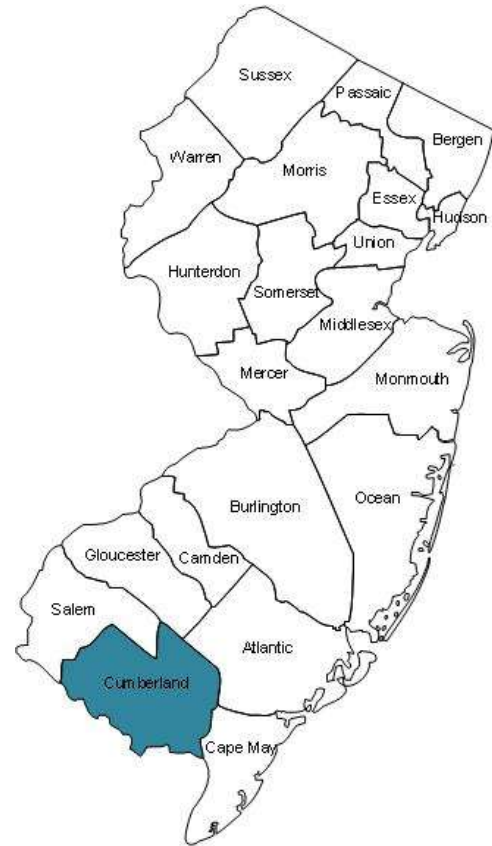 Sussex
Passaic
Bergen
Warren
Morris
Essex
Hudson
Union
Hunterdon
Somerset
Middlesex
Mercer
Monmouth
Ocean
Burlington
Gloucester
Camden
Salem
Atlantic
Cumberland
Cape May